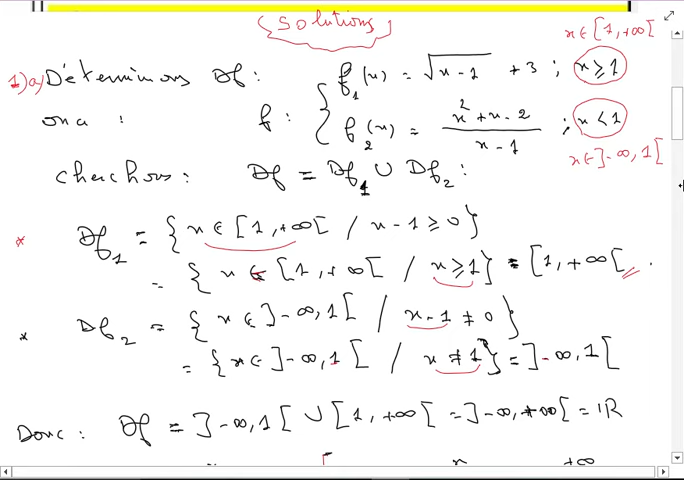 (Solutions)
x ∈ [1, +∞[
1) a) Déterminons Df : f₁(x) = √(x-1) + 3 ; x ≥ 1
on a : f : { f₂(x) = (x² + x - 2)/(x - 1) ; x < 1
x ∈ ]-∞, 1[
cherchons : Df = Df₁ ∪ Df₂ :
* Df₁ = { x ∈ [1, +∞[ / x - 1 ≥ 0 }
= { x ∈ [1, +∞[ / x ≥ 1 } = [1, +∞[
* Df₂ = { x ∈ ]-∞, 1[ / x - 1 ≠ 0 }
= { x ∈ ]-∞, 1[ / x ≠ 1 } = ]-∞, 1[
Donc : Df = ]-∞, 1[ ∪ [1, +∞[ = ]-∞, +∞[ = IR